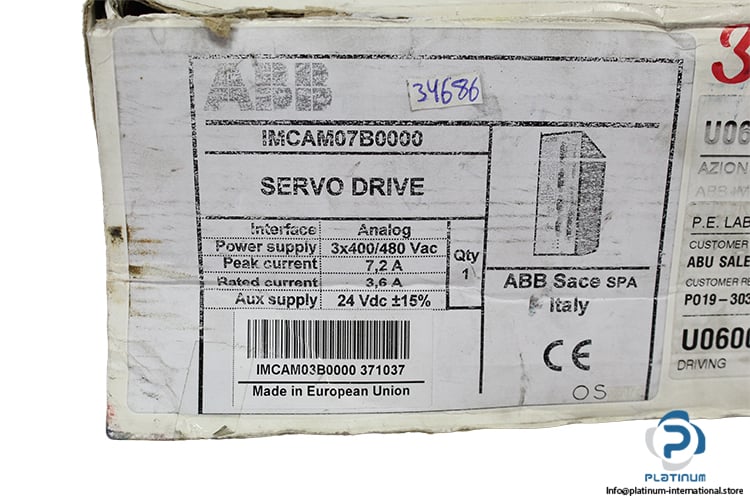 ABB
34686
IMCAM07B0000
SERVO DRIVE
Interface Analog
Power supply 3x400/480 Vac
Peak current 7,2 A
Rated current 3,6 A
Aux supply 24 Vdc ±15%
Qty
1
IMCAM03B0000 371037
Made in European Union
ABB Sace SPA
Italy
CE
OS
3
U06
AZION
P.E. LAB
CUSTOMER
ABU SALE
CUSTOMER RE
P019-303
U0600
DRIVING
PLATINUM
Info@platinum-international.store